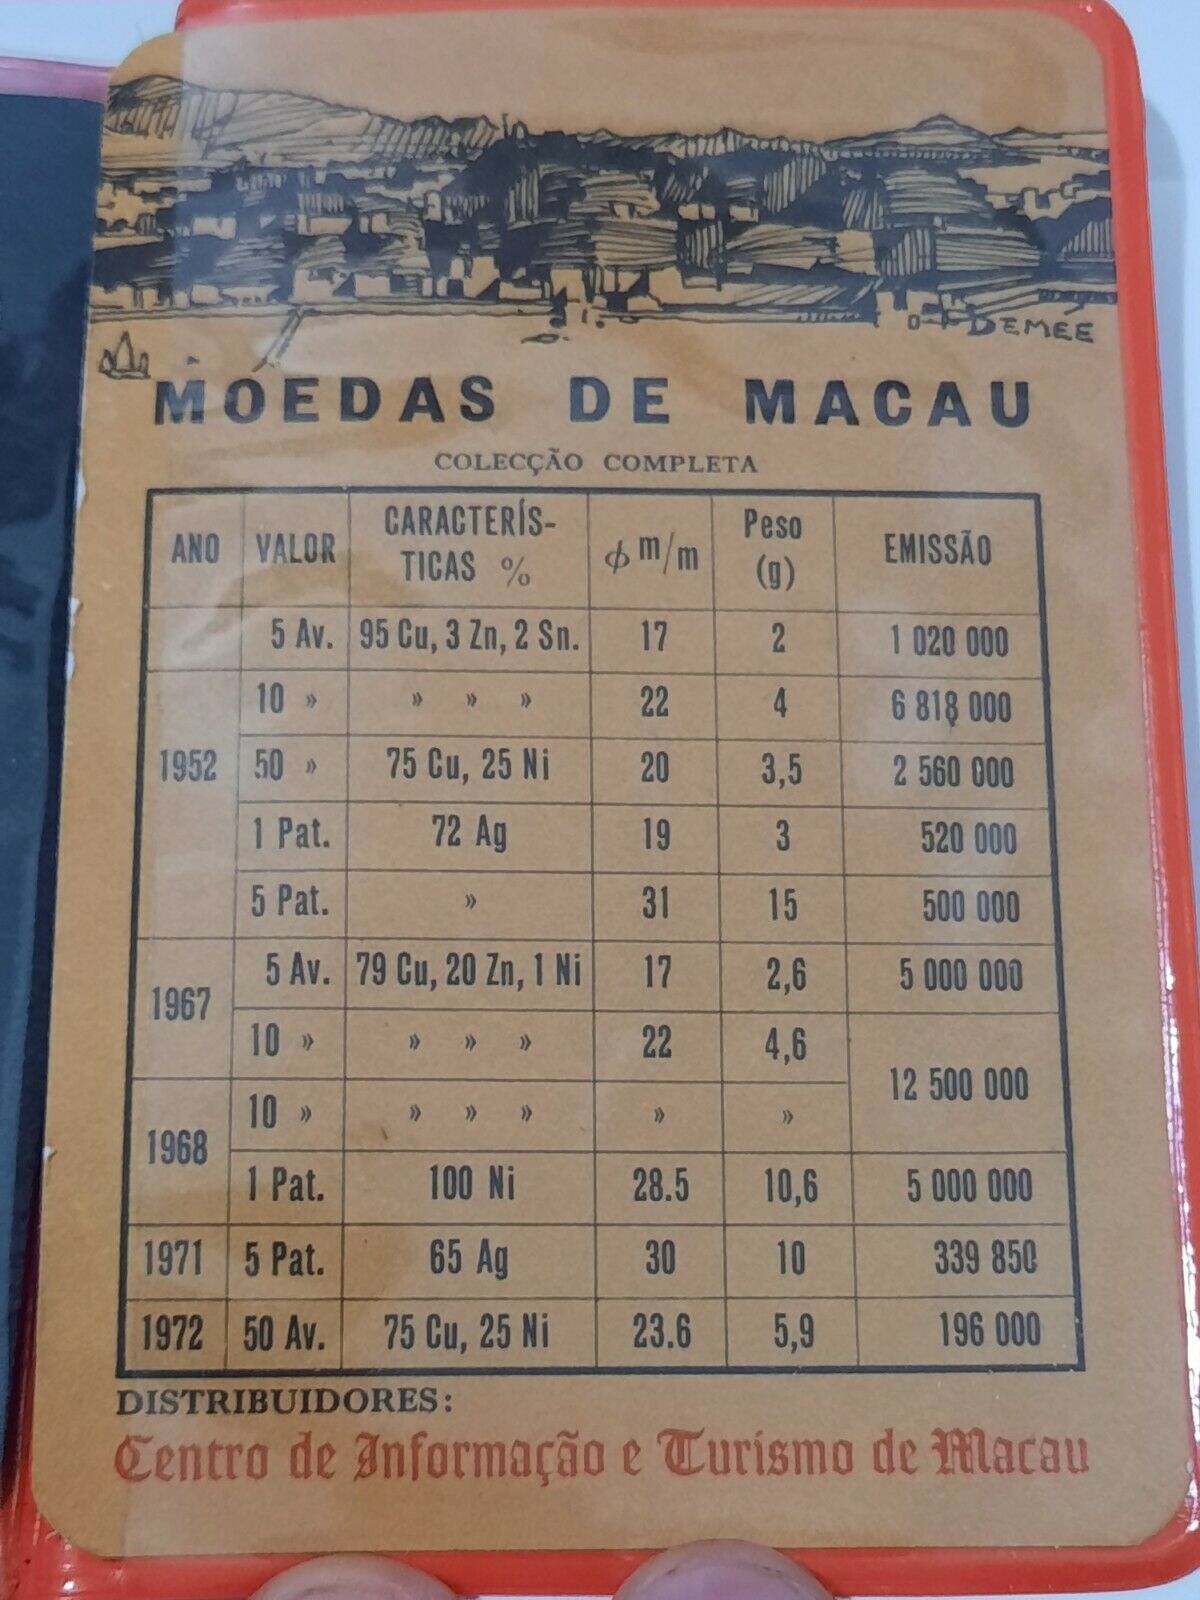 DEMÉE
MOEDAS DE MACAU
COLECÇÃO COMPLETA
ANO VALOR CARACTERÍS-TICAS % ϕ m/m Peso (g) EMISSÃO
5 Av. 95 Cu, 3 Zn, 2 Sn. 17 2 1 020 000
10 » » » » 22 4 6 818 000
1952 50 » 75 Cu, 25 Ni 20 3,5 2 560 000
1 Pat. 72 Ag 19 3 520 000
5 Pat. » 31 15 500 000
1967 5 Av. 79 Cu, 20 Zn, 1 Ni 17 2,6 5 000 000
10 » » » » 22 4,6 12 500 000
1968 10 » » » » » »
1 Pat. 100 Ni 28.5 10,6 5 000 000
1971 5 Pat. 65 Ag 30 10 339 850
1972 50 Av. 75 Cu, 25 Ni 23.6 5,9 196 000
DISTRIBUIDORES:
Centro de Informação e Turismo de Macau